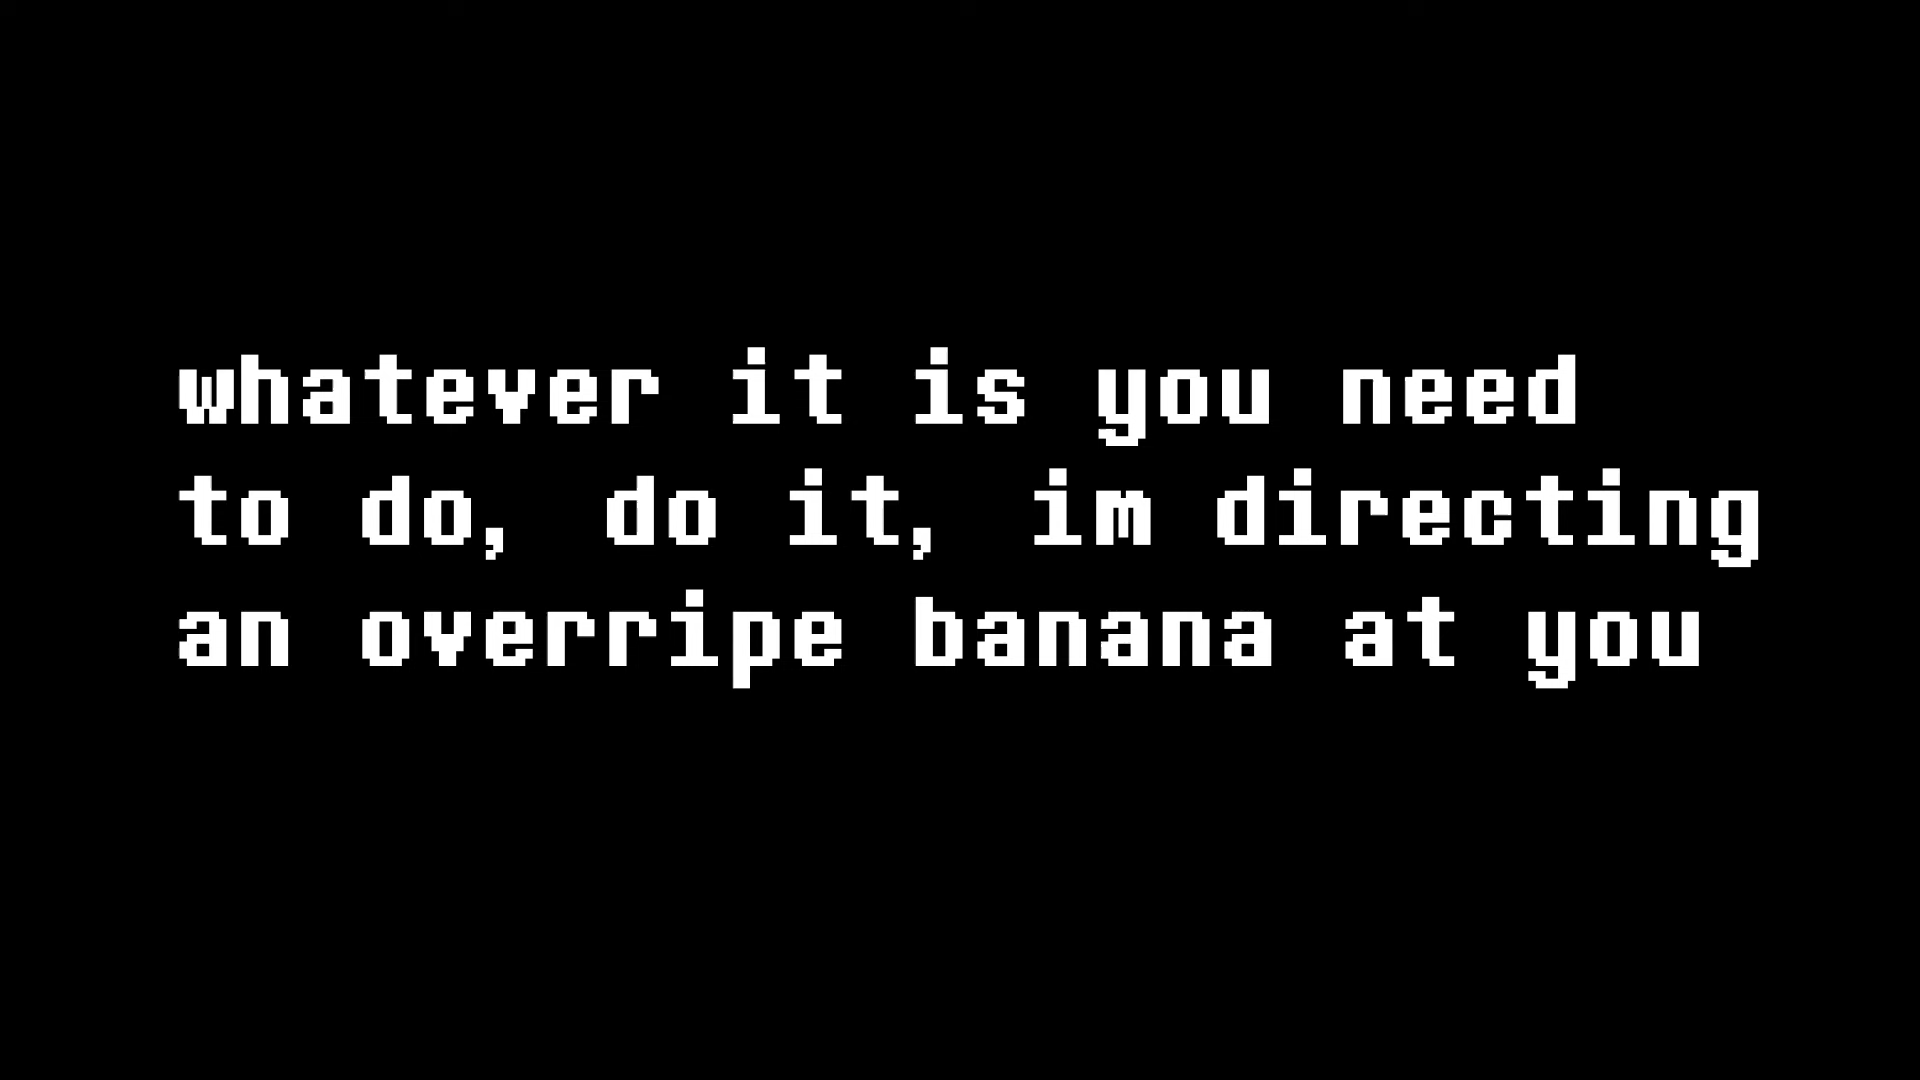 whatever it is you need
to do, do it, im directing
an overripe banana at you